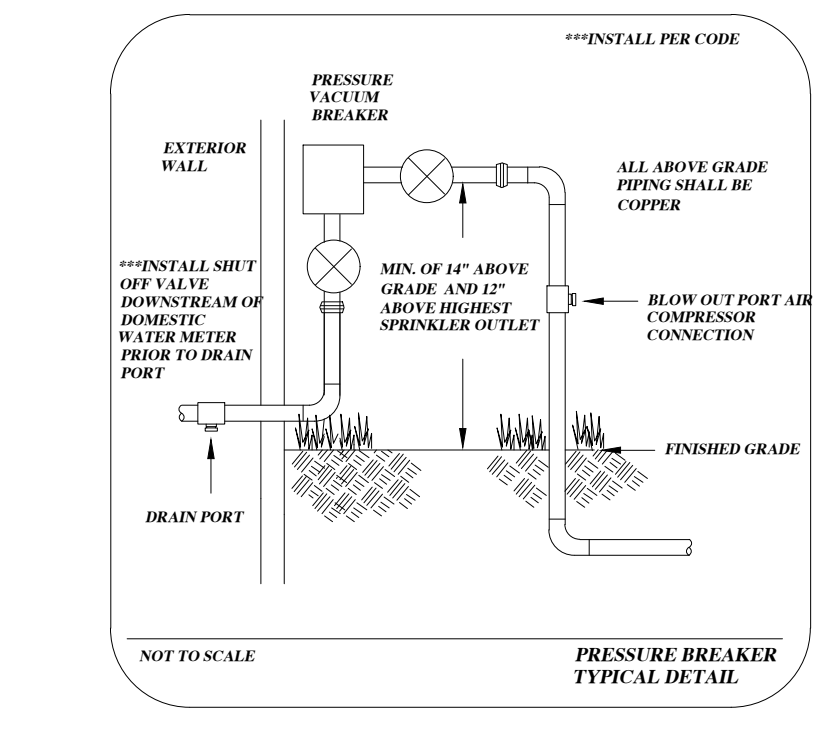 ***INSTALL PER CODE
PRESSURE
VACUUM
BREAKER
EXTERIOR
WALL
ALL ABOVE GRADE
PIPING SHALL BE
COPPER
***INSTALL SHUT
OFF VALVE
DOWNSTREAM OF
DOMESTIC
WATER METER
PRIOR TO DRAIN
PORT
MIN. OF 14" ABOVE
GRADE AND 12"
ABOVE HIGHEST
SPRINKLER OUTLET
BLOW OUT PORT AIR
COMPRESSOR
CONNECTION
FINISHED GRADE
DRAIN PORT
NOT TO SCALE
PRESSURE BREAKER
TYPICAL DETAIL